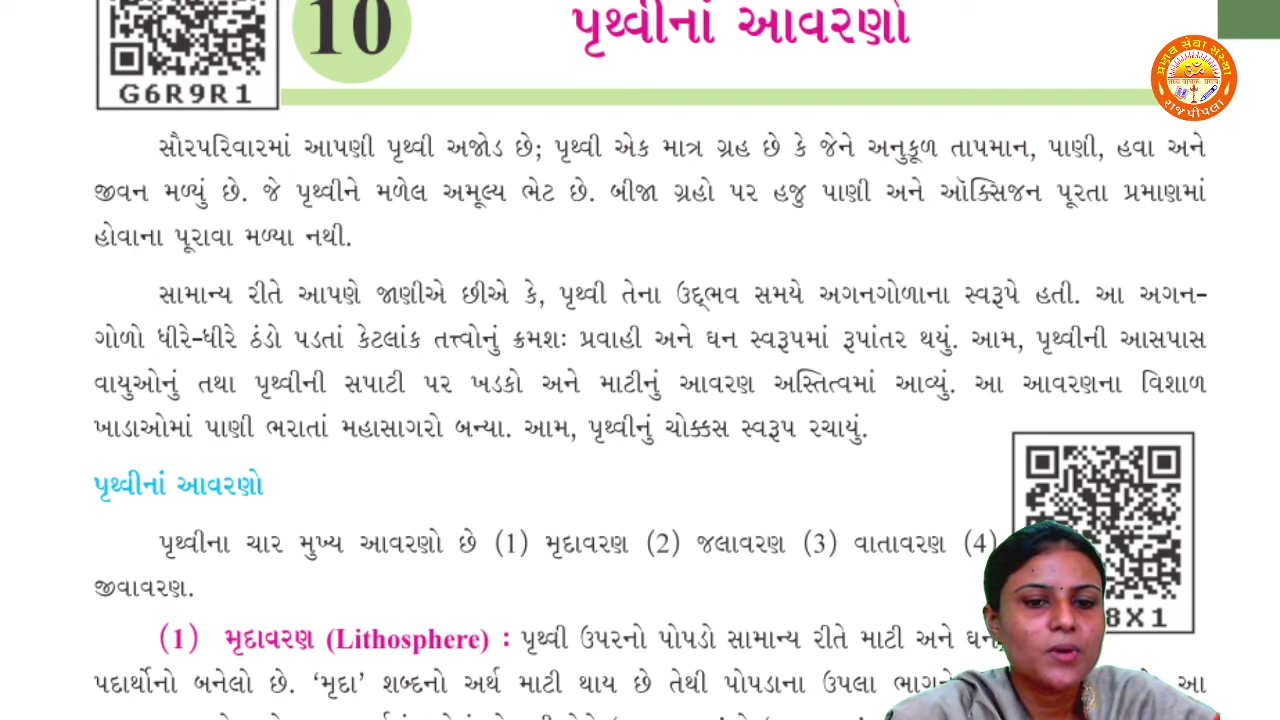 10
પૃથ્વીનાં આવરણો
G6R9R1
પ્રણવ સેવા સંસ્થા
રાજપીપલા
સૌરપરિવારમાં આપણી પૃથ્વી અજોડ છે; પૃથ્વી એક માત્ર ગ્રહ છે કે જેને અનુકૂળ તાપમાન, પાણી, હવા અને
જીવન મળ્યું છે. જે પૃથ્વીને મળેલ અમૂલ્ય ભેટ છે. બીજા ગ્રહો પર હજુ પાણી અને ઑક્સિજન પૂરતા પ્રમાણમાં
હોવાના પૂરાવા મળ્યા નથી.
સામાન્ય રીતે આપણે જાણીએ છીએ કે, પૃથ્વી તેના ઉદ્ભવ સમયે અગનગોળાના સ્વરૂપે હતી. આ અગન-
ગોળો ધીરે-ધીરે ઠંડો પડતાં કેટલાંક તત્ત્વોનું ક્રમશઃ પ્રવાહી અને ઘન સ્વરૂપમાં રૂપાંતર થયું. આમ, પૃથ્વીની આસપાસ
વાયુઓનું તથા પૃથ્વીની સપાટી પર ખડકો અને માટીનું આવરણ અસ્તિત્વમાં આવ્યું. આ આવરણના વિશાળ
ખાડાઓમાં પાણી ભરાતાં મહાસાગરો બન્યા. આમ, પૃથ્વીનું ચોક્કસ સ્વરૂપ રચાયું.
પૃથ્વીનાં આવરણો
પૃથ્વીના ચાર મુખ્ય આવરણો છે (1) મૃદાવરણ (2) જલાવરણ (3) વાતાવરણ (4)
જીવાવરણ.
8X1
(1) મૃદાવરણ (Lithosphere) : પૃથ્વી ઉપરનો પોપડો સામાન્ય રીતે માટી અને ઘન
પદાર્થોનો બનેલો છે. ‘મૃદા’ શબ્દનો અર્થ માટી થાય છે તેથી પોપડાના ઉપલા ભાગને આ